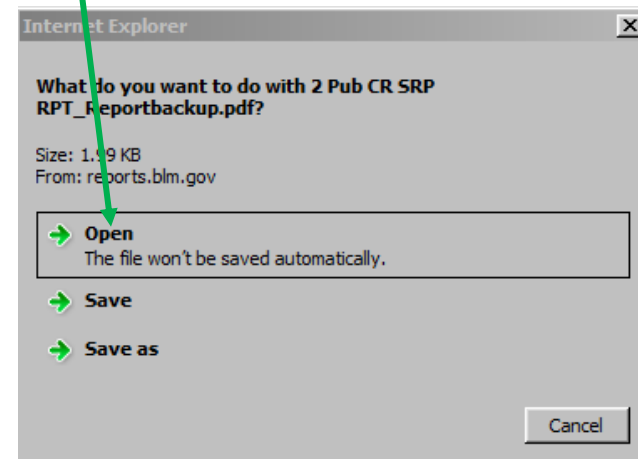 Internet Explorer
What do you want to do with 2 Pub CR SRP
RPT_Reportbackup.pdf?
Size: 1.99 KB
From: reports.blm.gov
Open
The file won't be saved automatically.
Save
Save as
Cancel